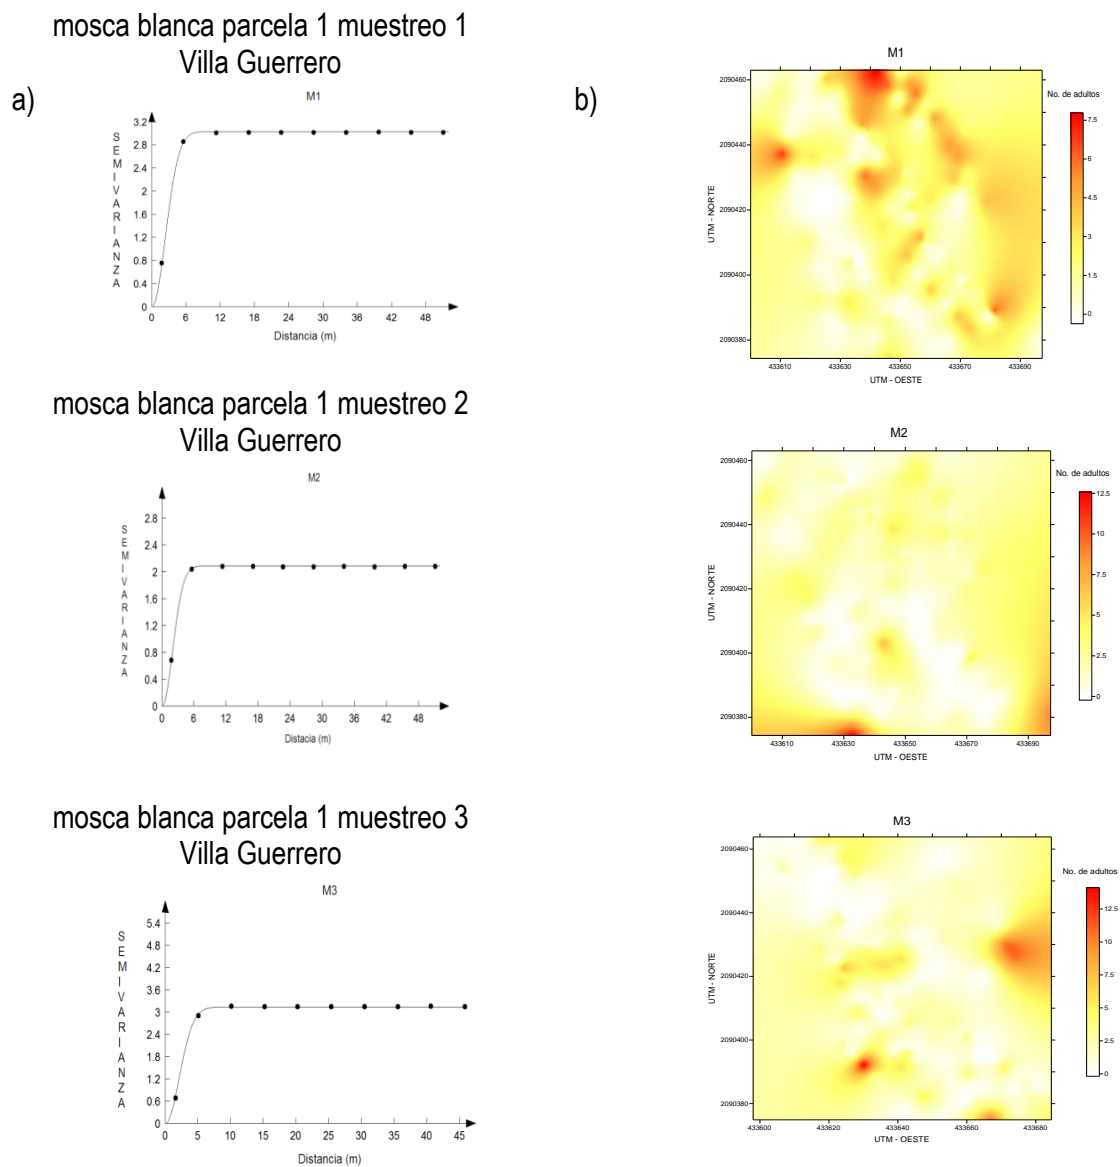 mosca blanca parcela 1 muestreo 1
Villa Guerrero
a)
M1
SEMIVARIANZA
3.2
2.8
2.4
2
1.6
1.2
0.8
0.4
0
0 6 12 18 24 30 36 42 48
Distancia (m)
b)
M1
No. de adultos
7.5
6
4.5
3
1.5
0
UTM - NORTE
2090460
2090440
2090420
2090400
2090380
433610 433630 433650 433670 433690
UTM - OESTE
mosca blanca parcela 1 muestreo 2
Villa Guerrero
M2
SEMIVARIANZA
2.8
2.4
2
1.6
1.2
0.8
0.4
0
0 6 12 18 24 30 36 42 48
Distacia (m)
M2
No. de adultos
12.5
10
7.5
5
2.5
0
UTM - NORTE
2090460
2090440
2090420
2090400
2090380
433610 433630 433650 433670 433690
UTM - OESTE
mosca blanca parcela 1 muestreo 3
Villa Guerrero
M3
SEMIVARIANZA
5.4
4.8
4.2
3.6
3
2.4
1.8
1.2
0.6
0
0 5 10 15 20 25 30 35 40 45
Distancia (m)
M3
No. de adultos
12.5
10
7.5
5
2.5
0
UTM - NORTE
2090460
2090440
2090420
2090400
2090380
433600 433620 433640 433660 433680
UTM - OESTE